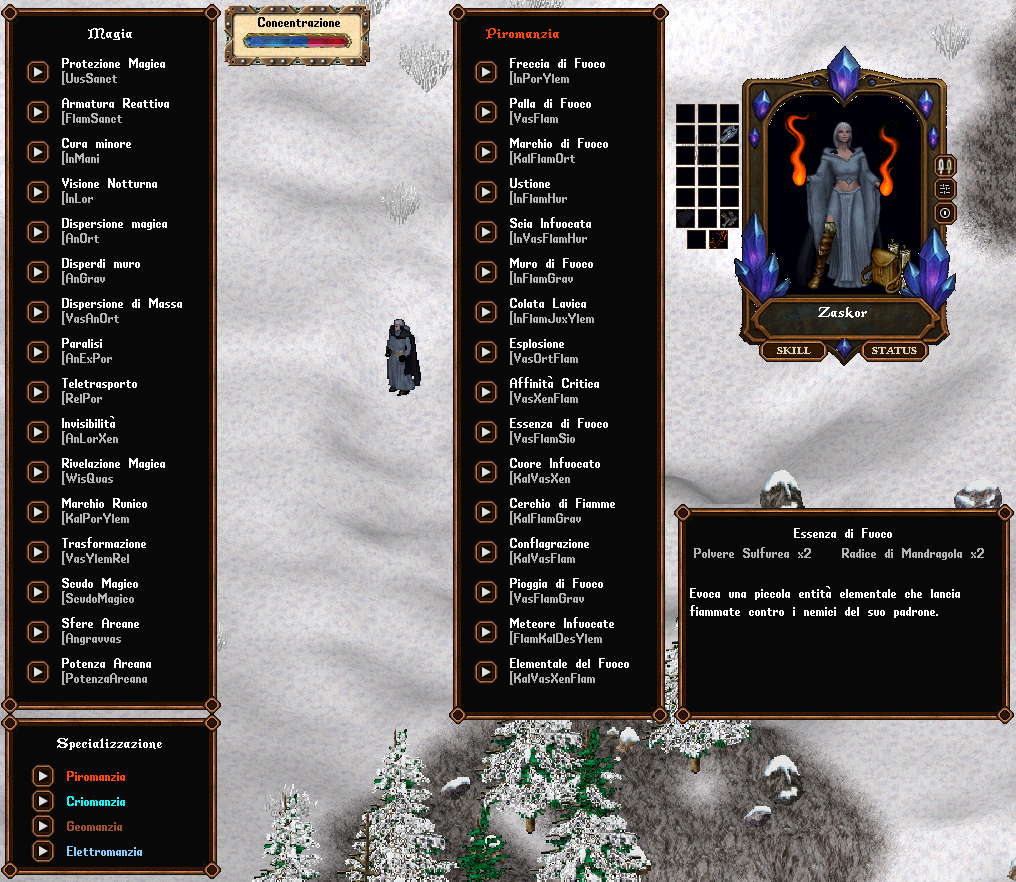 Magia
Protezione Magica
[UusSanct
Armatura Reattiva
[FlamSanct
Cura minore
[InMani
Visione Notturna
[InLor
Dispersione magica
[AnOrt
Disperdi muro
[AnGrav
Dispersione di Massa
[VasAnOrt
Paralisi
[AnExPor
Teletrasporto
[RelPor
Invisibilità
[AnLorXen
Rivelazione Magica
[WisQuas
Marchio Runico
[KalPorYlem
Trasformazione
[VasYlemRel
Scudo Magico
[ScudoMagico
Sfere Arcane
[Angravvas
Potenza Arcana
[PotenzaArcana
Specializzazione
Piromanzia
Criomanzia
Geomanzia
Elettromanzia
Concentrazione
Piromanzia
Freccia di Fuoco
[InPorYlem
Palla di Fuoco
[VasFlam
Marchio di Fuoco
[KalFlamOrt
Ustione
[InFlamHur
Scia Infuocata
[InVasFlamHur
Muro di Fuoco
[InFlamGrav
Colata Lavica
[InFlamJuxYlem
Esplosione
[VasOrtFlam
Affinità Critica
[VasXenFlam
Essenza di Fuoco
[VasFlamSio
Cuore Infuocato
[KalVasXen
Cerchio di Fiamme
[KalFlamGrav
Conflagrazione
[KalVasFlam
Pioggia di Fuoco
[VasFlamGrav
Meteore Infuocate
[FlamKalDesYlem
Elementale del Fuoco
[KalVasXenFlam
Zaskor
SKILL STATUS
Essenza di Fuoco
Polvere Sulfurea x2 Radice di Mandragola x2
Evoca una piccola entità elementale che lancia
fiammate contro i nemici del suo padrone.